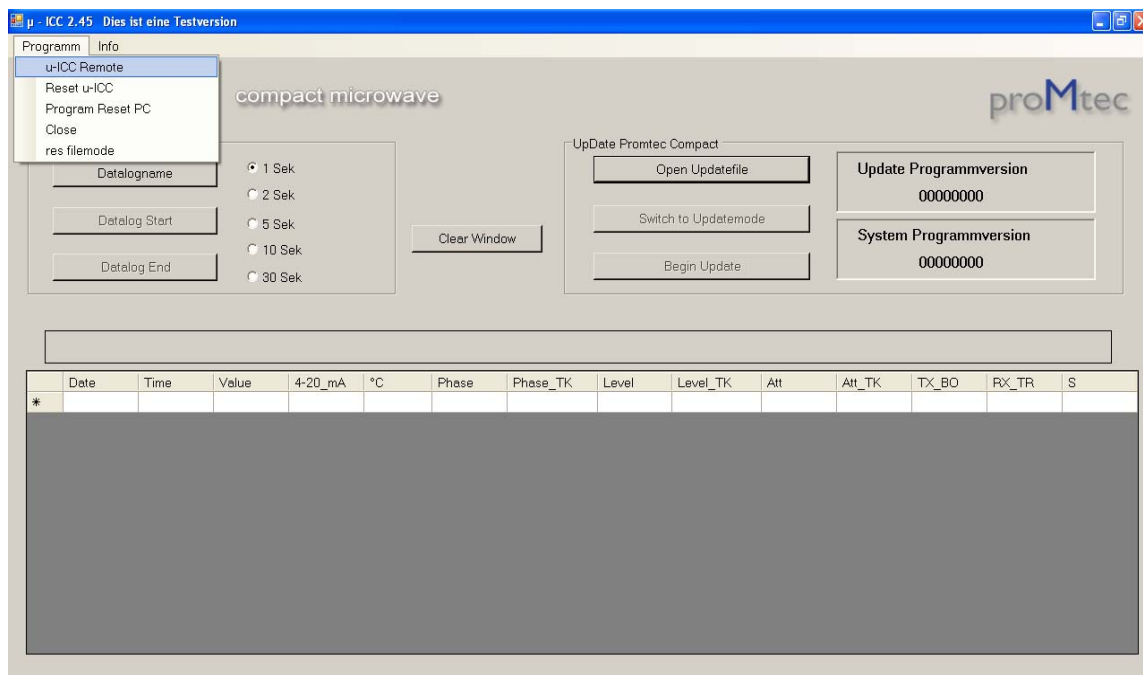 µ - ICC 2.45 Dies ist eine Testversion
Programm Info
u-ICC Remote
Reset u-ICC
Program Reset PC
Close
res filemode
compact microwave
proMtec
Datalogname
Datalog Start
Datalog End
1 Sek
2 Sek
5 Sek
10 Sek
30 Sek
Clear Window
UpDate Promtec Compact
Open Updatefile
Switch to Updatemode
Begin Update
Update Programmversion
00000000
System Programmversion
00000000
Date Time Value 4-20_mA °C Phase Phase_TK Level Level_TK Att Att_TK TX_BO RX_TR S
*